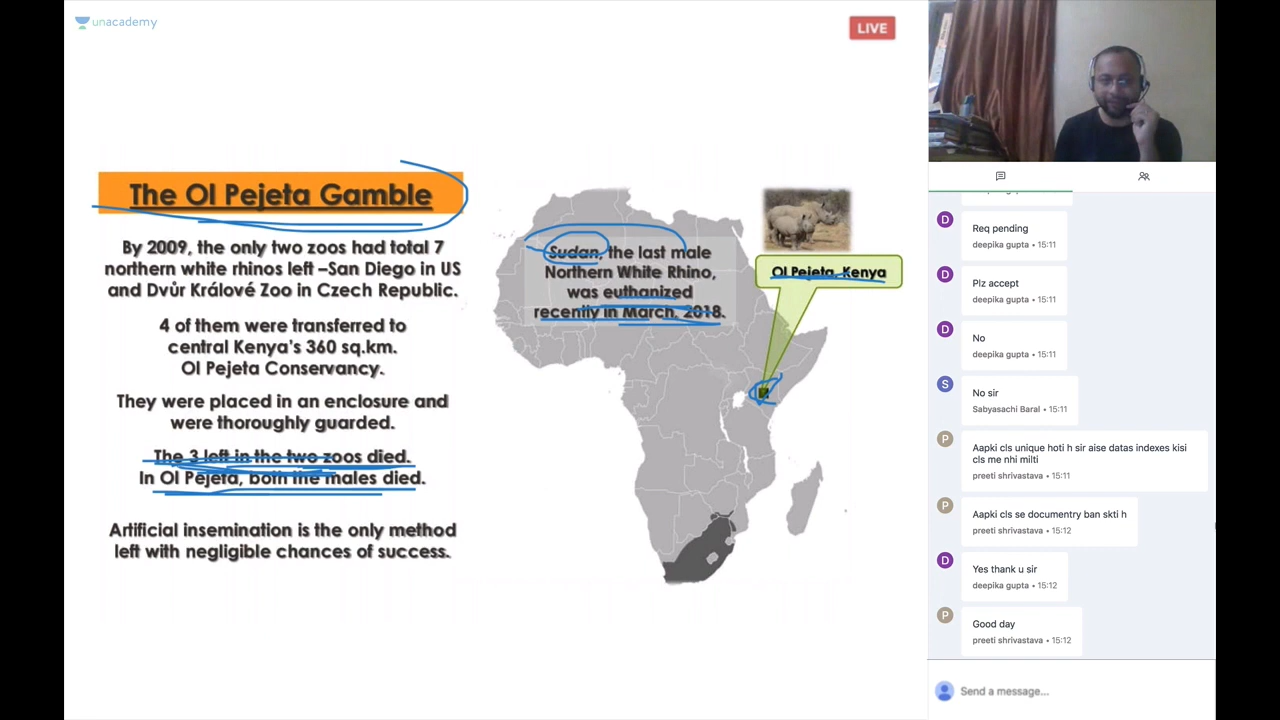 unacademy
LIVE
The Ol Pejeta Gamble
By 2009, the only two zoos had total 7
northern white rhinos left –San Diego in US
and Dvůr Králové Zoo in Czech Republic.
4 of them were transferred to
central Kenya's 360 sq.km.
Ol Pejeta Conservancy.
They were placed in an enclosure and
were thoroughly guarded.
The 3 left in the two zoos died.
In Ol Pejeta, both the males died.
Artificial insemination is the only method
left with negligible chances of success.
Sudan, the last male
Northern White Rhino,
was euthanized
recently in March, 2018.
Ol Pejeta, Kenya
D
Req pending
deepika gupta • 15:11
D
Plz accept
deepika gupta • 15:11
D
No
deepika gupta • 15:11
S
No sir
Sabyasachi Baral • 15:11
P
Aapki cls unique hoti h sir aise datas indexes kisi
cls me nhi milti
preeti shrivastava • 15:11
P
Aapki cls se documentry ban skti h
preeti shrivastava • 15:12
D
Yes thank u sir
deepika gupta • 15:12
P
Good day
preeti shrivastava • 15:12
Send a message...